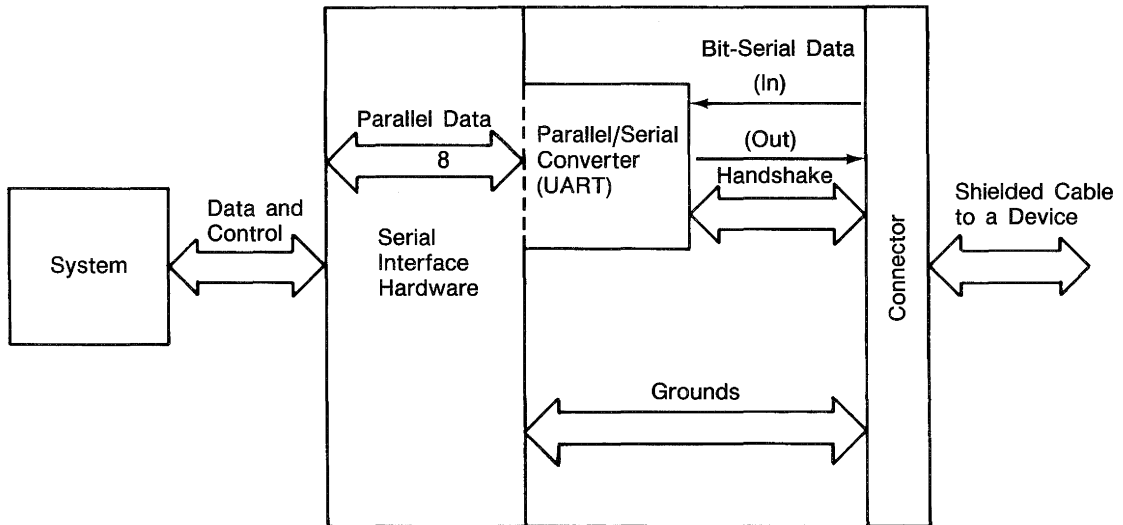 System
Data and
Control
Parallel Data
8
Serial
Interface
Hardware
Parallel/Serial
Converter
(UART)
Bit-Serial Data
(In)
(Out)
Handshake
Grounds
Connector
Shielded Cable
to a Device